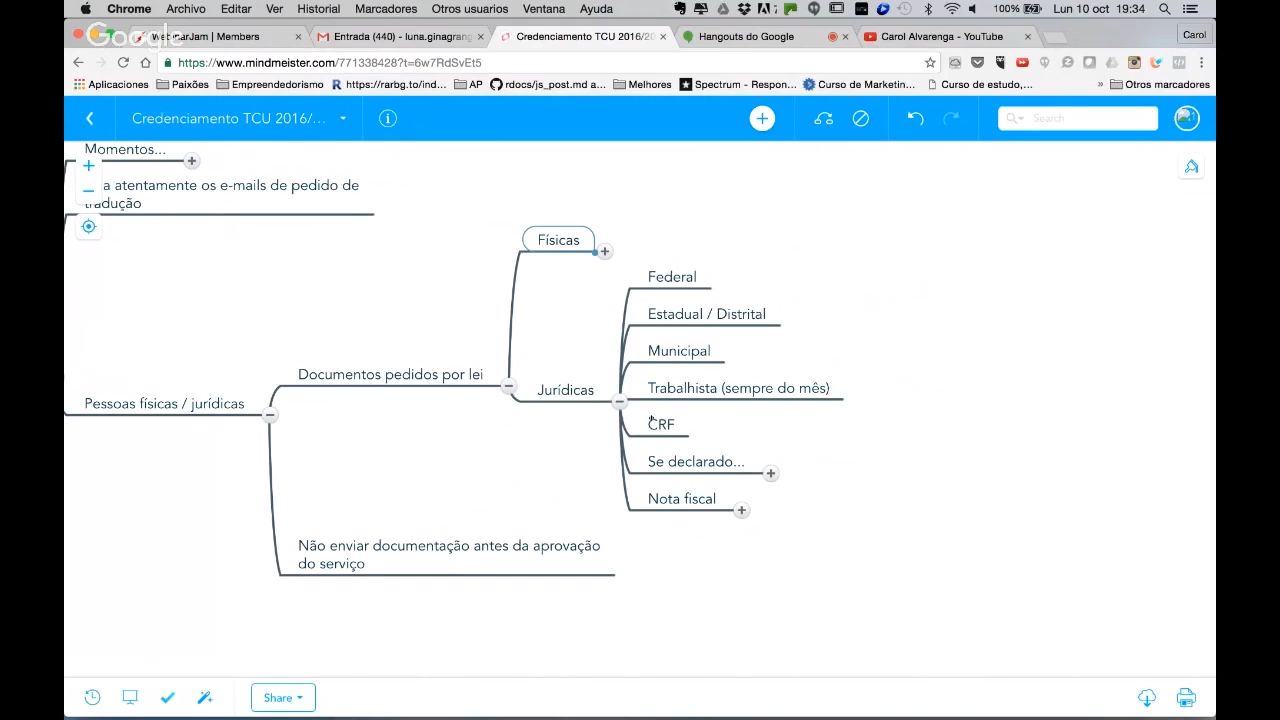 Chrome Archivo Editar Ver Historial Marcadores Otros usuarios Ventana Ayuda 100% Lun 10 oct 19:34
Google
WebinarJam | Members
Entrada (440) - luna.ginagrang
Credenciamento TCU 2016/20
Hangouts do Google
Carol Alvarenga - YouTube
Carol
https://www.mindmeister.com/771338428?t=6w7RdSvEt5
Aplicaciones Paixões Empreendedorismo https://rarbg.to/ind... AP rdocs/js_post.md a... Melhores Spectrum - Respon... Curso de Marketin... Curso de estudo,... » Otros marcadores
Credenciamento TCU 2016/...
Search
Momentos...
a atentamente os e-mails de pedido de
tradução
Físicas
Federal
Estadual / Distrital
Municipal
Documentos pedidos por lei
Jurídicas
Trabalhista (sempre do mês)
Pessoas físicas / jurídicas
CRF
Se declarado...
Nota fiscal
Não enviar documentação antes da aprovação
do serviço
Share